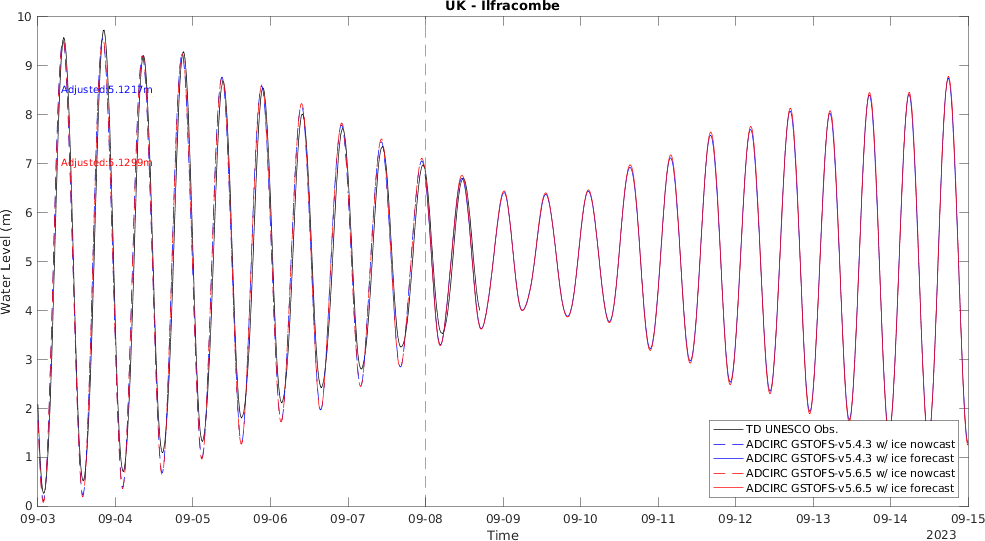 UK - Ilfracombe
10
9
8
7
6
5
4
3
2
1
0
Water Level (m)
Adjusted:5.1217m
Adjusted:5.1299m
TD UNESCO Obs.
ADCIRC GSTOFS-v5.4.3 w/ ice nowcast
ADCIRC GSTOFS-v5.4.3 w/ ice forecast
ADCIRC GSTOFS-v5.6.5 w/ ice nowcast
ADCIRC GSTOFS-v5.6.5 w/ ice forecast
09-03 09-04 09-05 09-06 09-07 09-08 09-09 09-10 09-11 09-12 09-13 09-14 09-15
Time
2023